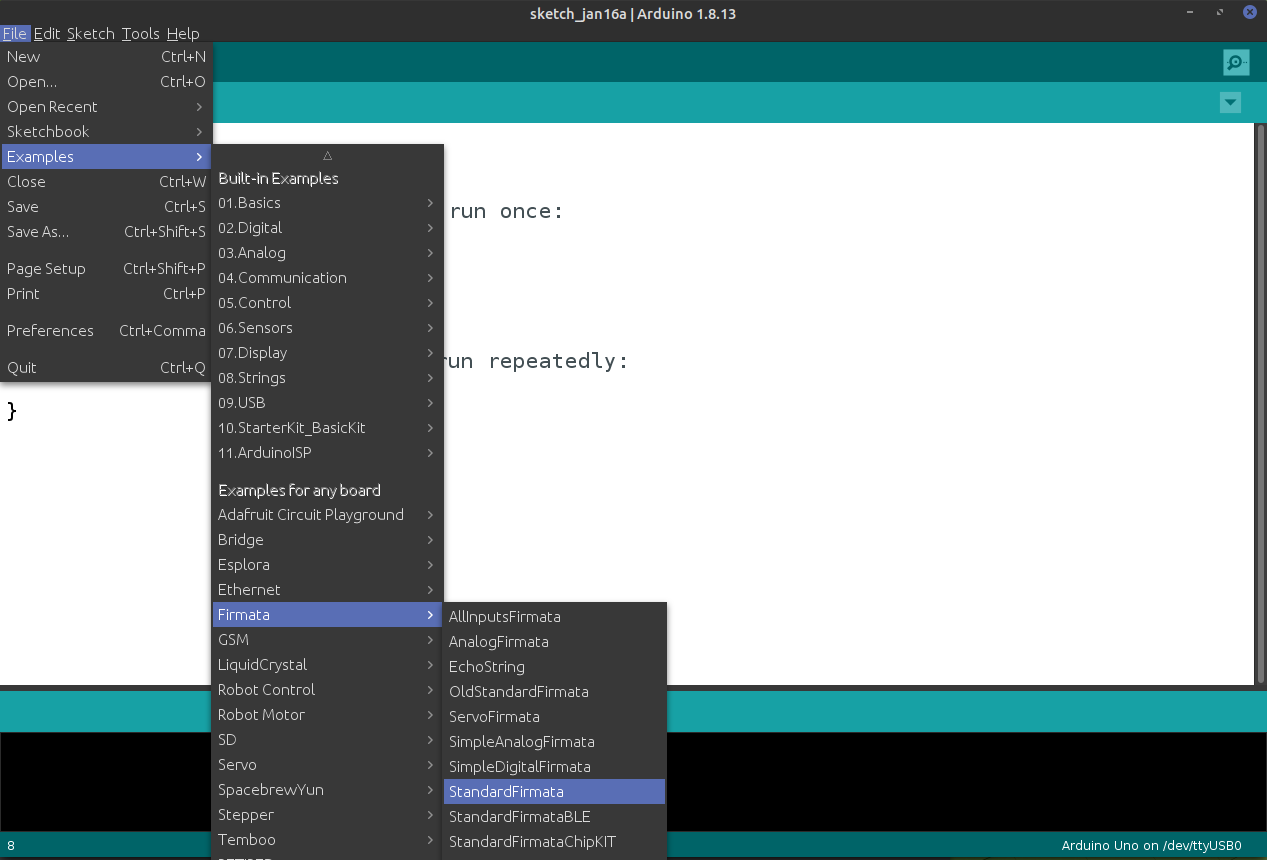 sketch_jan16a | Arduino 1.8.13
File Edit Sketch Tools Help
New Ctrl+N
Open... Ctrl+O
Open Recent
Sketchbook
Examples
Close Ctrl+W
Save Ctrl+S
Save As... Ctrl+Shift+S
Page Setup Ctrl+Shift+P
Print Ctrl+P
Preferences Ctrl+Comma
Quit Ctrl+Q
Built-in Examples
01.Basics
02.Digital
03.Analog
04.Communication
05.Control
06.Sensors
07.Display
08.Strings
09.USB
10.StarterKit_BasicKit
11.ArduinoISP
Examples for any board
Adafruit Circuit Playground
Bridge
Esplora
Ethernet
Firmata
GSM
LiquidCrystal
Robot Control
Robot Motor
SD
Servo
SpacebrewYun
Stepper
Temboo
AllInputsFirmata
AnalogFirmata
EchoString
OldStandardFirmata
ServoFirmata
SimpleAnalogFirmata
SimpleDigitalFirmata
StandardFirmata
StandardFirmataBLE
StandardFirmataChipKIT
run once:
run repeatedly:
}
8
Arduino Uno on /dev/ttyUSB0